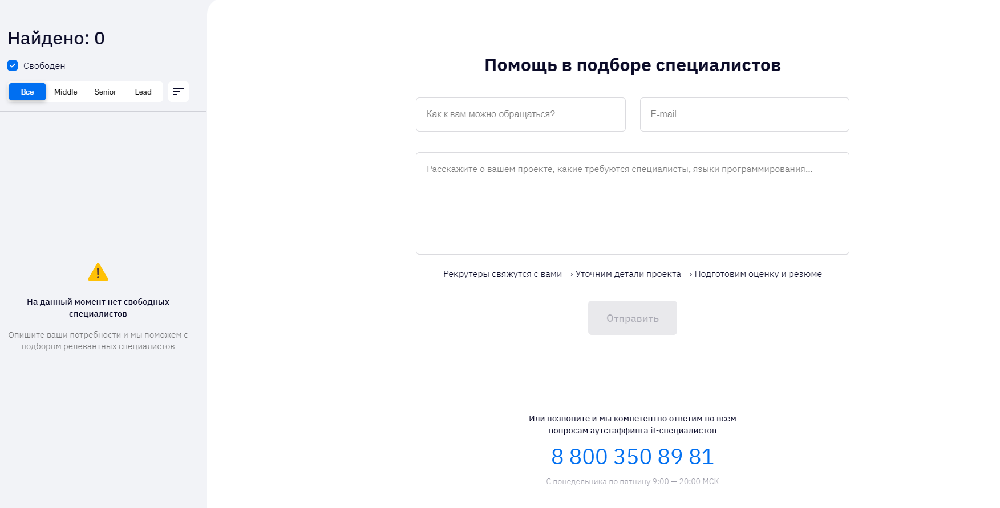 Найдено: 0
Свободен
Все Middle Senior Lead
На данный момент нет свободных
специалистов
Опишите ваши потребности и мы поможем с
подбором релевантных специалистов
Помощь в подборе специалистов
Как к вам можно обращаться? E-mail
Расскажите о вашем проекте, какие требуются специалисты, языки программирования...
Рекрутеры свяжутся с вами → Уточним детали проекта → Подготовим оценку и резюме
Отправить
Или позвоните и мы компетентно ответим по всем
вопросам аутстаффинга it-специалистов
8 800 350 89 81
С понедельника по пятницу 9:00 — 20:00 МСК